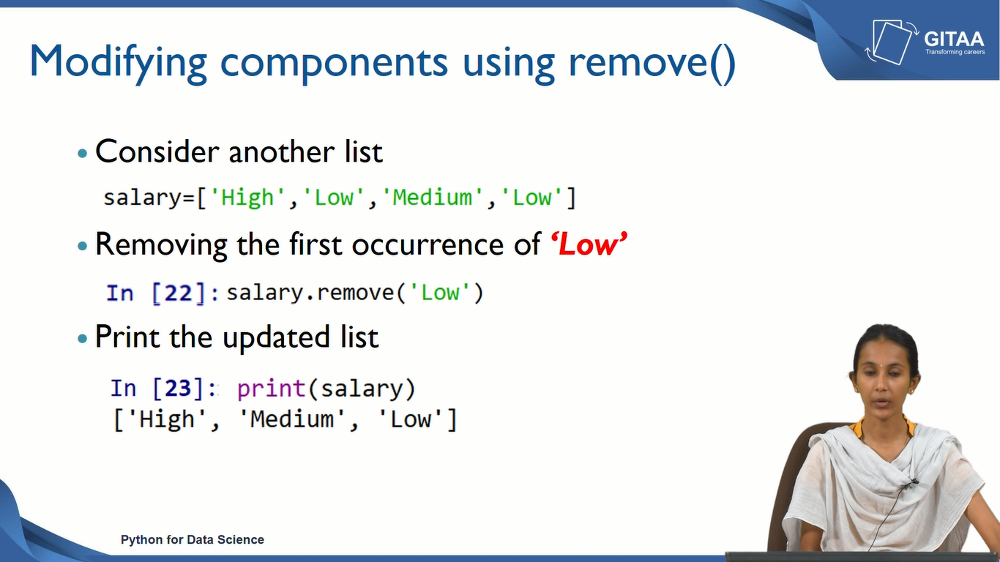 Modifying components using remove()
GITAA
Transforming careers
• Consider another list
salary=['High','Low','Medium','Low']
• Removing the first occurrence of ‘Low’
In [22]: salary.remove('Low')
• Print the updated list
In [23]: print(salary)
['High', 'Medium', 'Low']
Python for Data Science